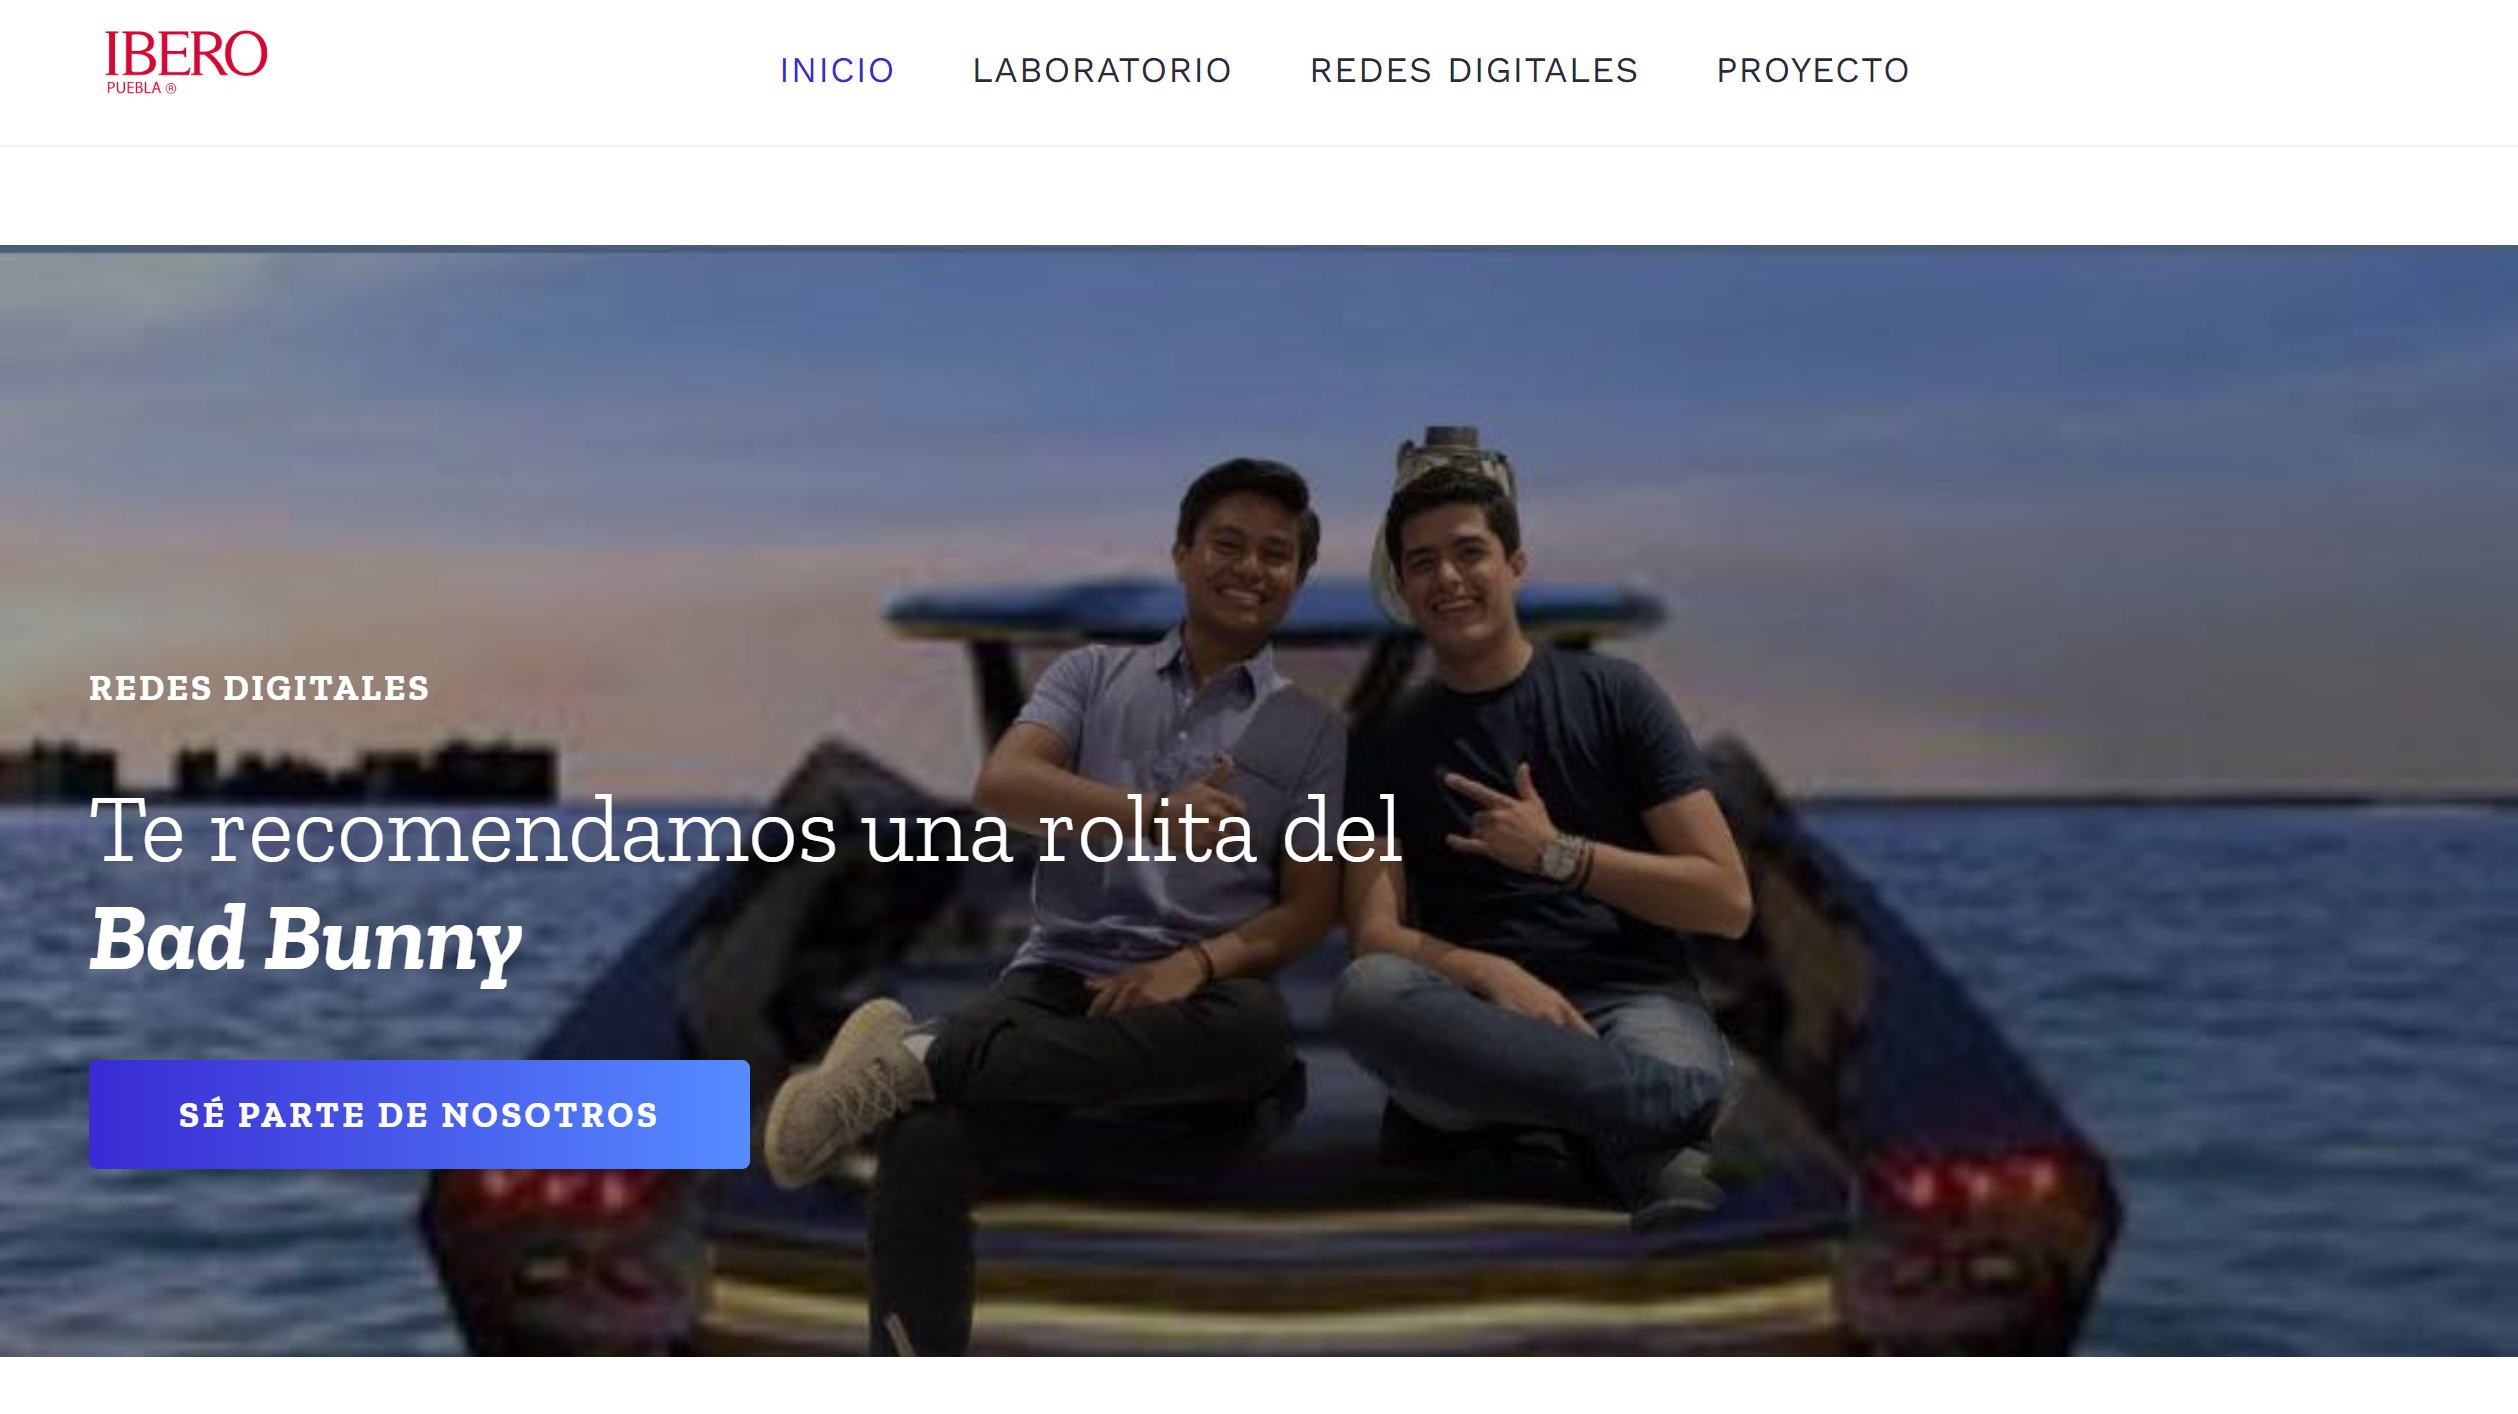 IBERO
PUEBLA ®
INICIO LABORATORIO REDES DIGITALES PROYECTO
REDES DIGITALES
Te recomendamos una rolita del
Bad Bunny
SÉ PARTE DE NOSOTROS